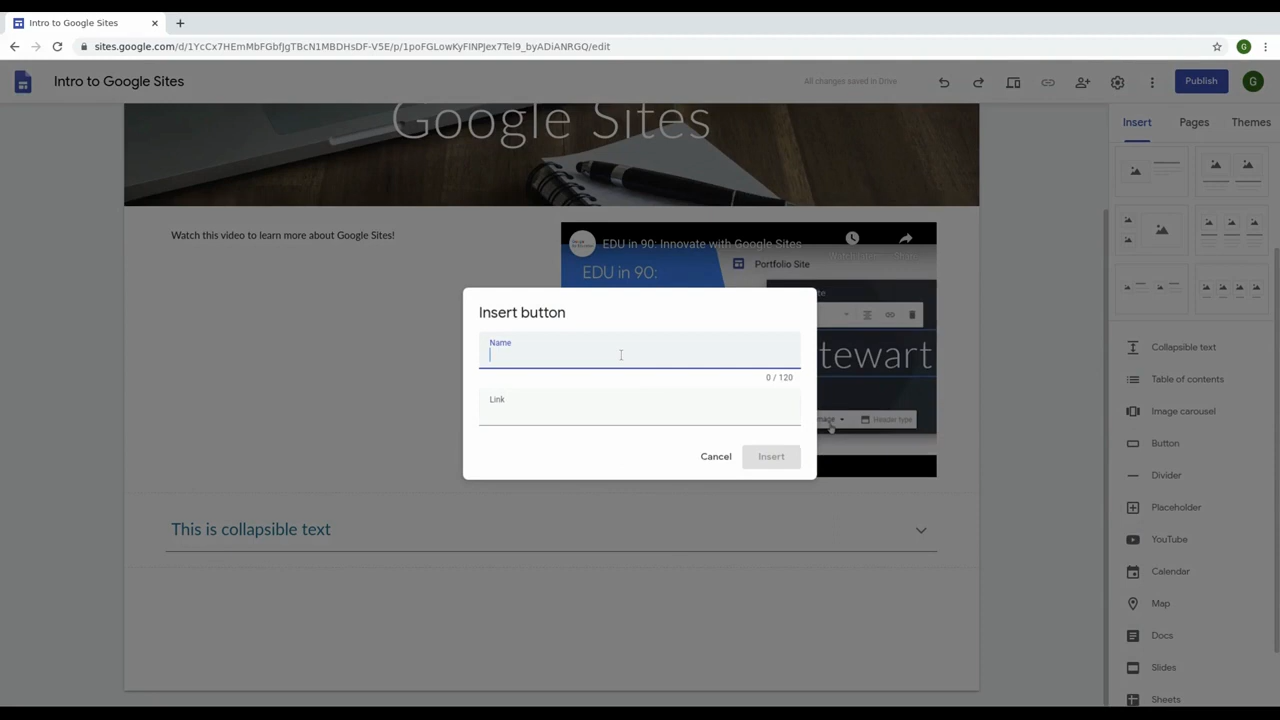 Intro to Google Sites
sites.google.com/d/1YcCx7HEmMbFGbfJgTBcN1MBDHsDF-V5E/p/1poFGLowKyFINPJex7Tel9_byADiANRGQ/edit
G
Intro to Google Sites
All changes saved in Drive
Publish
G
Google Sites
Insert
Pages
Themes
Watch this video to learn more about Google Sites!
EDU in 90: Innovate with Google Sites
EDU in 90:
Portfolio Site
Insert button
Name
0 / 120
Link
Cancel
Insert
tewart
Header type
This is collapsible text
Collapsible text
Table of contents
Image carousel
Button
Divider
Placeholder
YouTube
Calendar
Map
Docs
Slides
Sheets